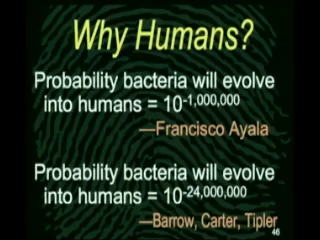 Why Humans?
Probability bacteria will evolve
into humans = 10-1,000,000
—Francisco Ayala
Probability bacteria will evolve
into humans = 10-24,000,000
—Barrow, Carter, Tipler
46